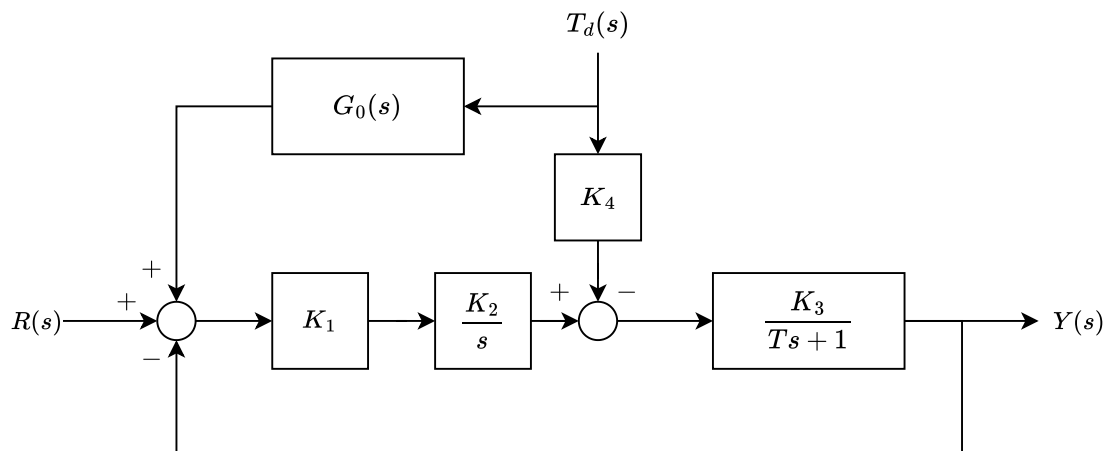 T_d(s)
G_0(s)
K_4
+
+ + −
R(s) K_1 K_2/s K_3/(Ts + 1) Y(s)
−